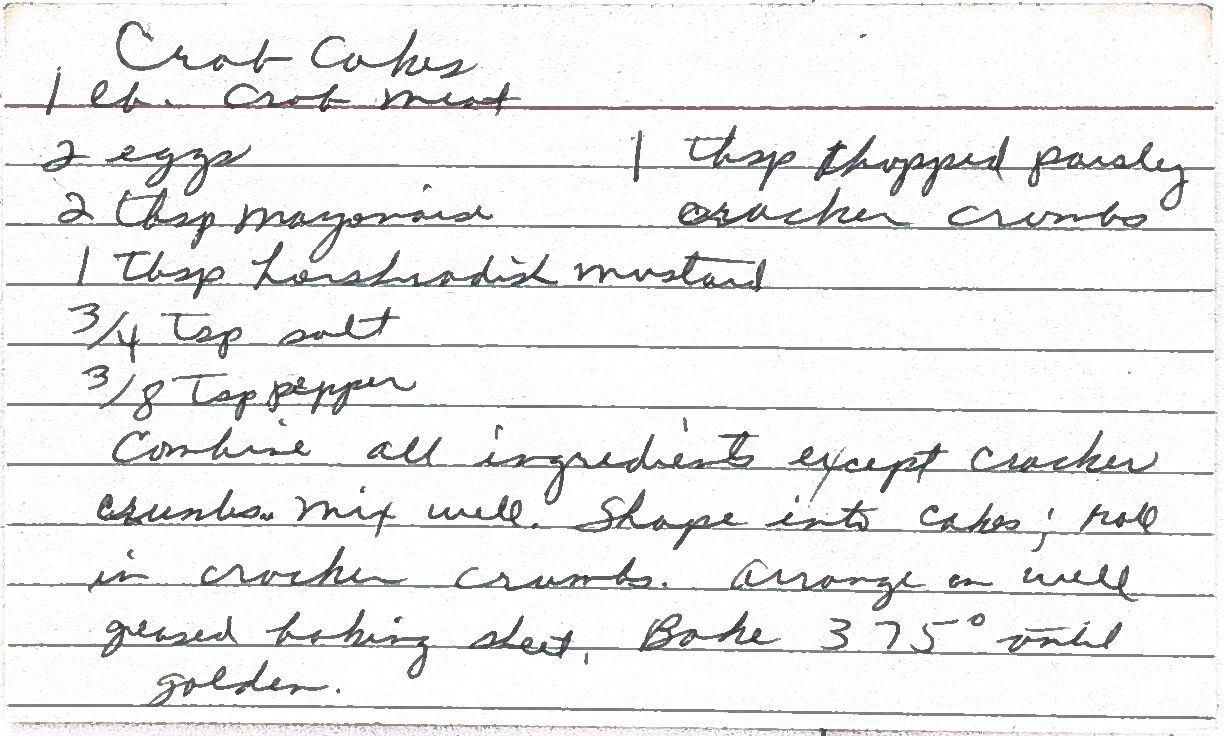 Crab Cakes
1 lb. Crab meat
2 eggs
1 tbsp chopped parsley
2 tbsp mayonaise
cracker crumbs
1 Tbsp horshradish mustard
3/4 Tsp salt
3/8 Tsp pepper
Combine all ingredients except cracker
crumbs. Mix well. Shape into cakes; roll
in cracker crumbs. Arrange on well
greased baking sheet. Bake 375° until
golden.